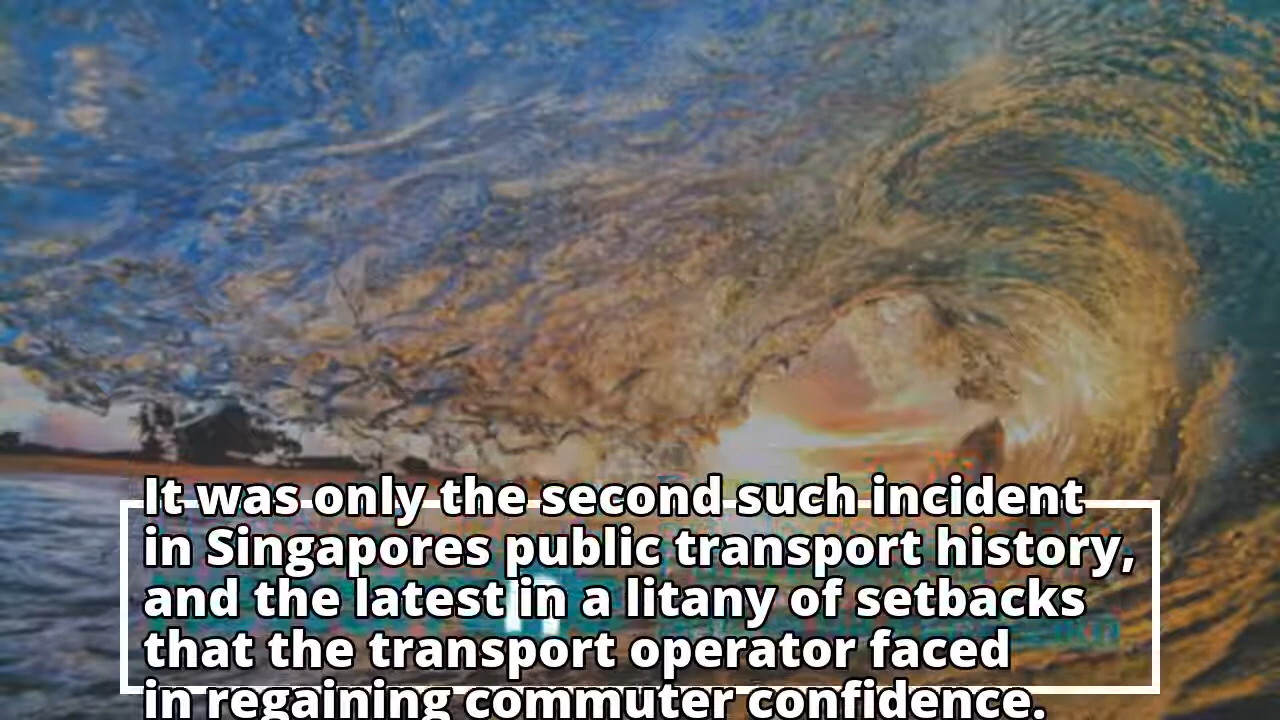 It was only the second such incident
in Singapores public transport history,
and the latest in a litany of setbacks
that the transport operator faced
in regaining commuter confidence.